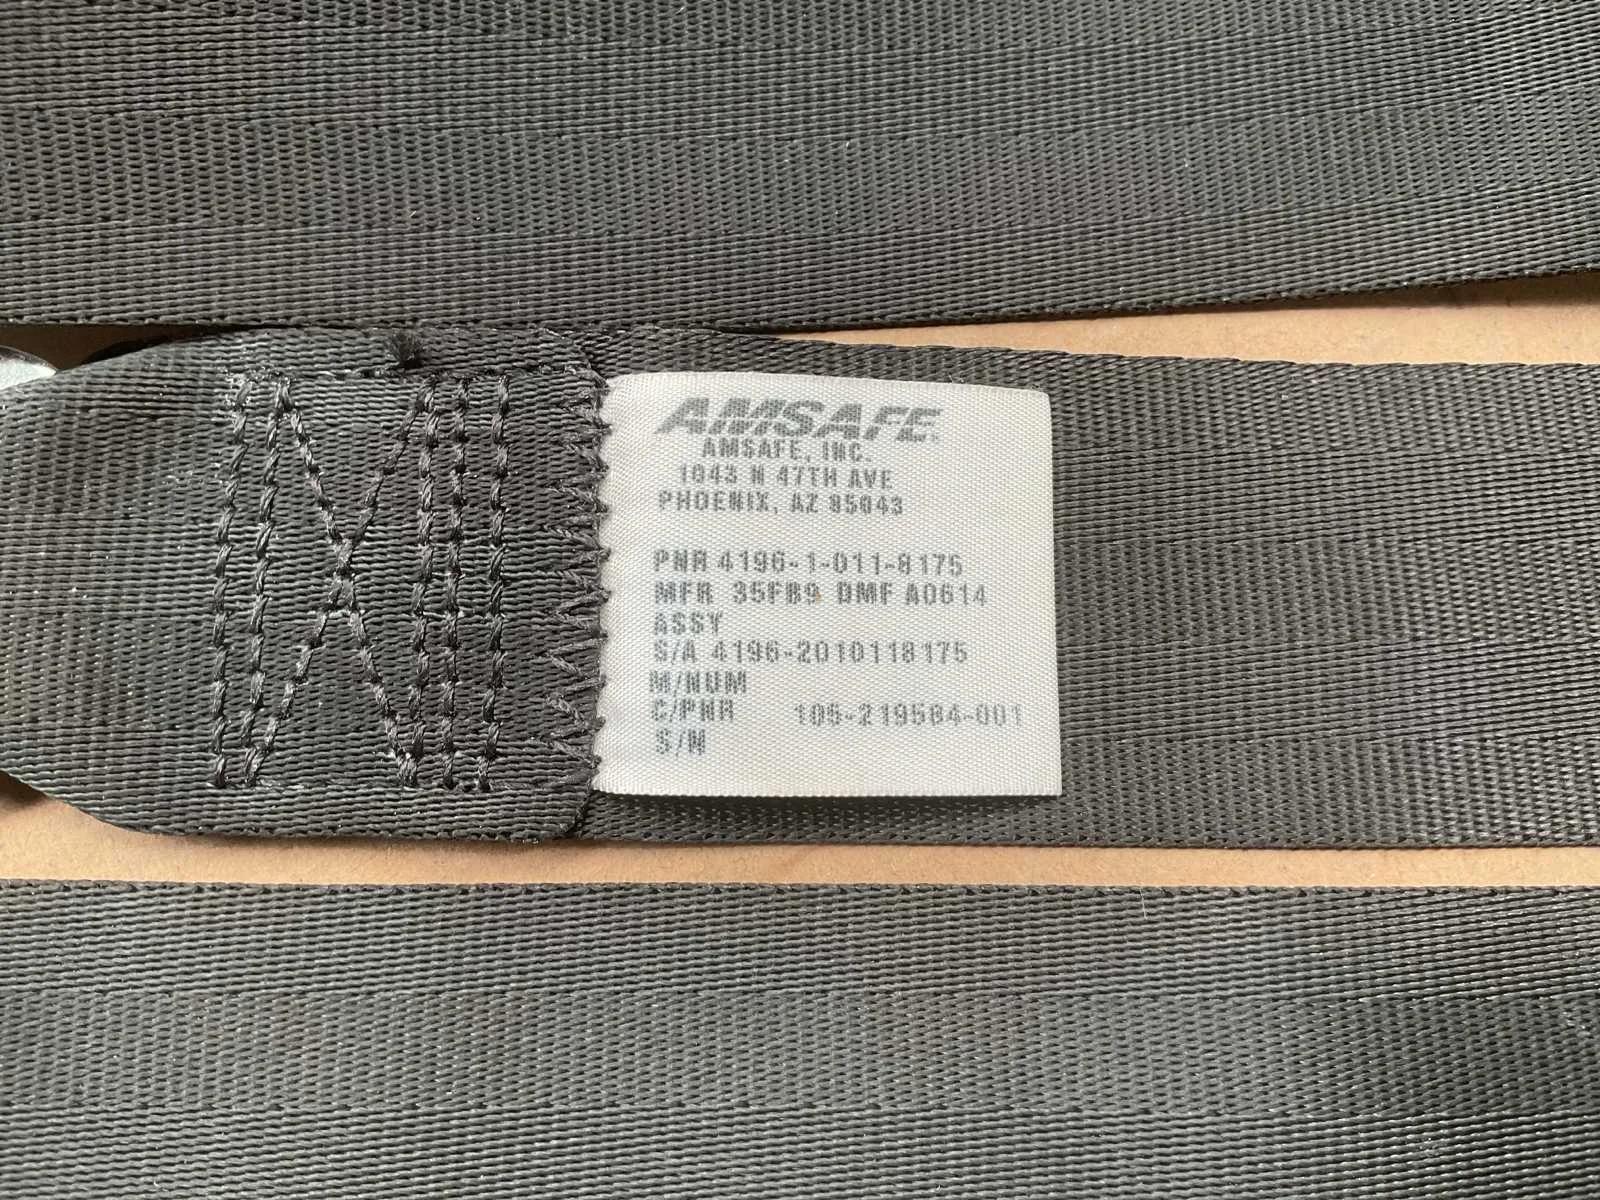 AMSAFE
AMSAFE, INC.
1043 N 47TH AVE
PHOENIX, AZ 85043
PNR 4196-1-011-8175
MFR 35FB9 DMF A0614
ASSY
S/A 4196-2010118175
M/NUM
C/PNR 105-219584-001
S/N